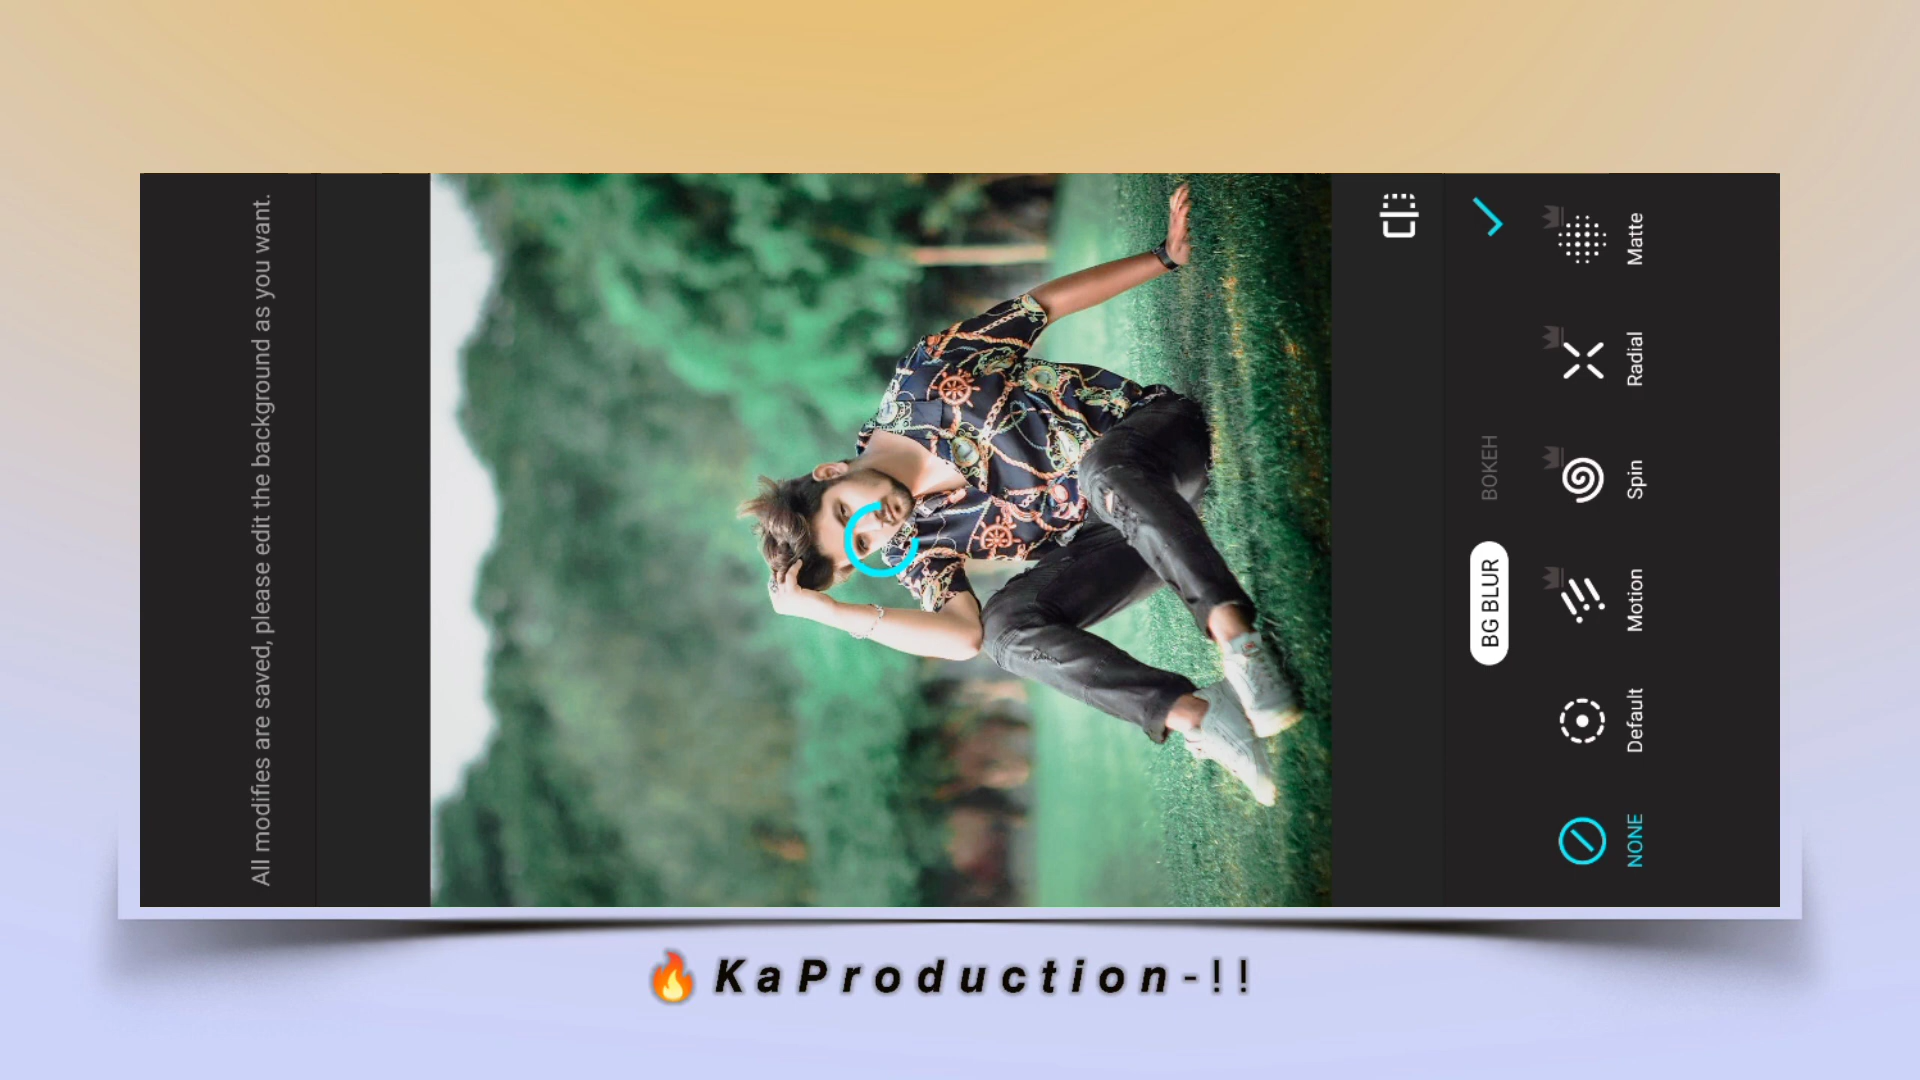 All modifies are saved, please edit the background as you want.
BG BLUR
BOKEH
NONE
Default
Motion
Spin
Radial
Matte
🔥 KaProduction-!!